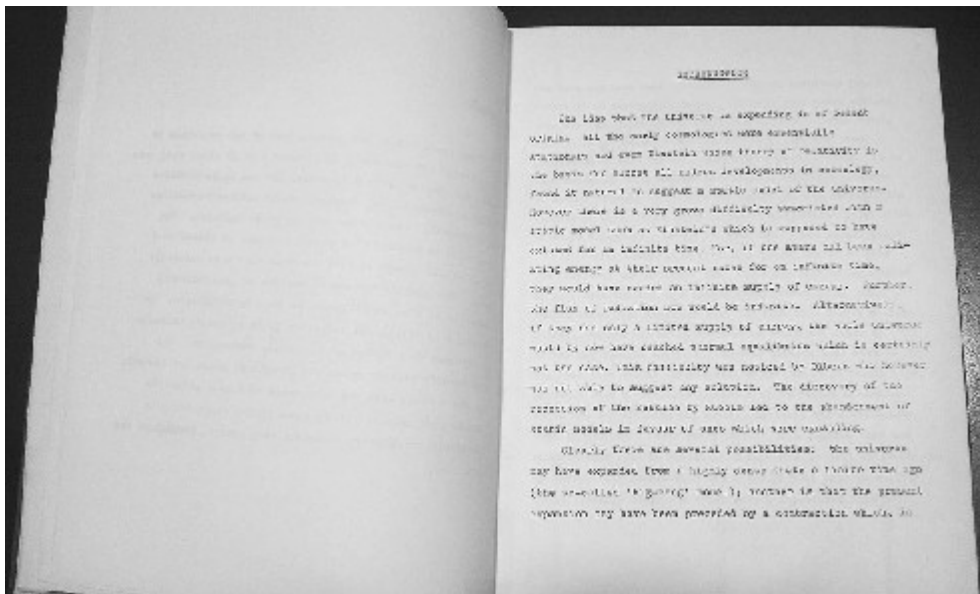 INTRODUCTION
The idea that the universe is expanding is of recent
origin. All the early cosmologies were essentially
stationary and even Einstein whose theory of relativity is
the basis for almost all modern developments in cosmology,
found it natural to suggest a static model of the universe.
However there is a very grave difficulty associated with a
static model such as Einstein's which is supposed to have
existed for an infinite time. For, if the stars had been radi-
ating energy at their present rates for an infinite time,
they would have needed an infinite supply of energy. Further,
the flux of radiation now would be infinite. Alternatively,
if they had only a limited supply of energy, the whole universe
would by now have reached thermal equilibrium which is certainly
not the case. This difficulty was noticed by Olbers who however
was not able to suggest any solution. The discovery of the
recession of the nebulae by Hubble led to the abandonment of
static models in favour of ones which were expanding.
Clearly there are several possibilities: the universe
may have expanded from a highly dense state a finite time ago
(the so-called 'big-bang' model); another is that the present
expansion may have been preceded by a contraction which, in